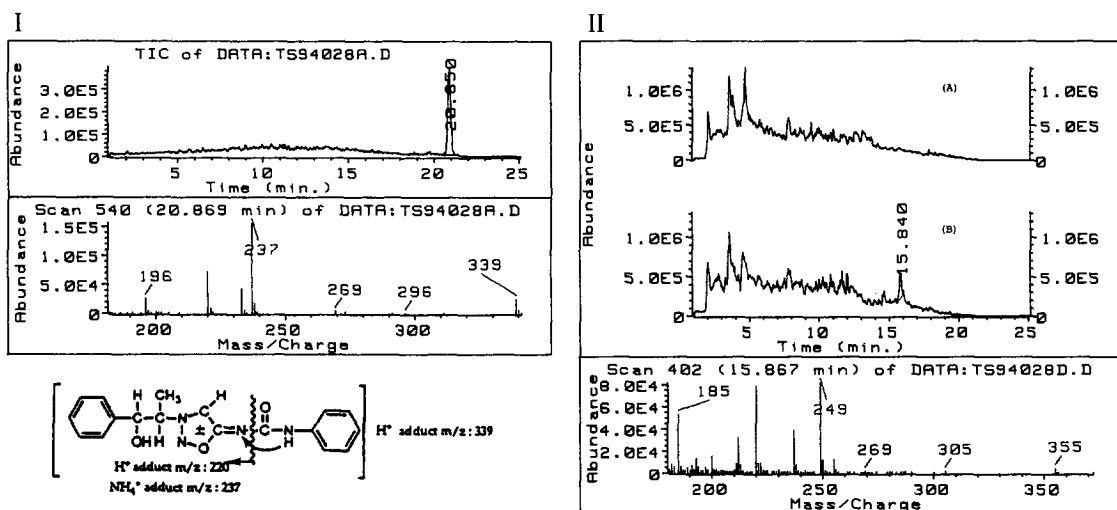 I
TIC of DATA:TS94028A.D
Abundance
3.0E5
2.0E5
1.0E5
0
20.850
5 10 15 20 25
Time (min.)
Scan 540 (20.869 min) of DATA:TS94028A.D
Abundance
1.5E5
1.0E5
5.0E4
0
237
339
196
269
296
200 250 300
Mass/Charge
CH₃
H
H
O
C C N C N C N
OH H N O H
±
H⁺ adduct m/z : 339
H⁺ adduct m/z : 220
NH₄⁺ adduct m/z : 237
II
Abundance
(A)
1.0E6 1.0E6
5.0E5 5.0E5
0 0
(B)
15.840
1.0E6 1.0E6
5.0E5 5.0E5
0 0
5 10 15 20 25
Time (min.)
Scan 402 (15.867 min) of DATA:TS94028D.D
Abundance
8.0E4
6.0E4
4.0E4
2.0E4
0
185
249
269
305
355
200 250 300 350
Mass/Charge